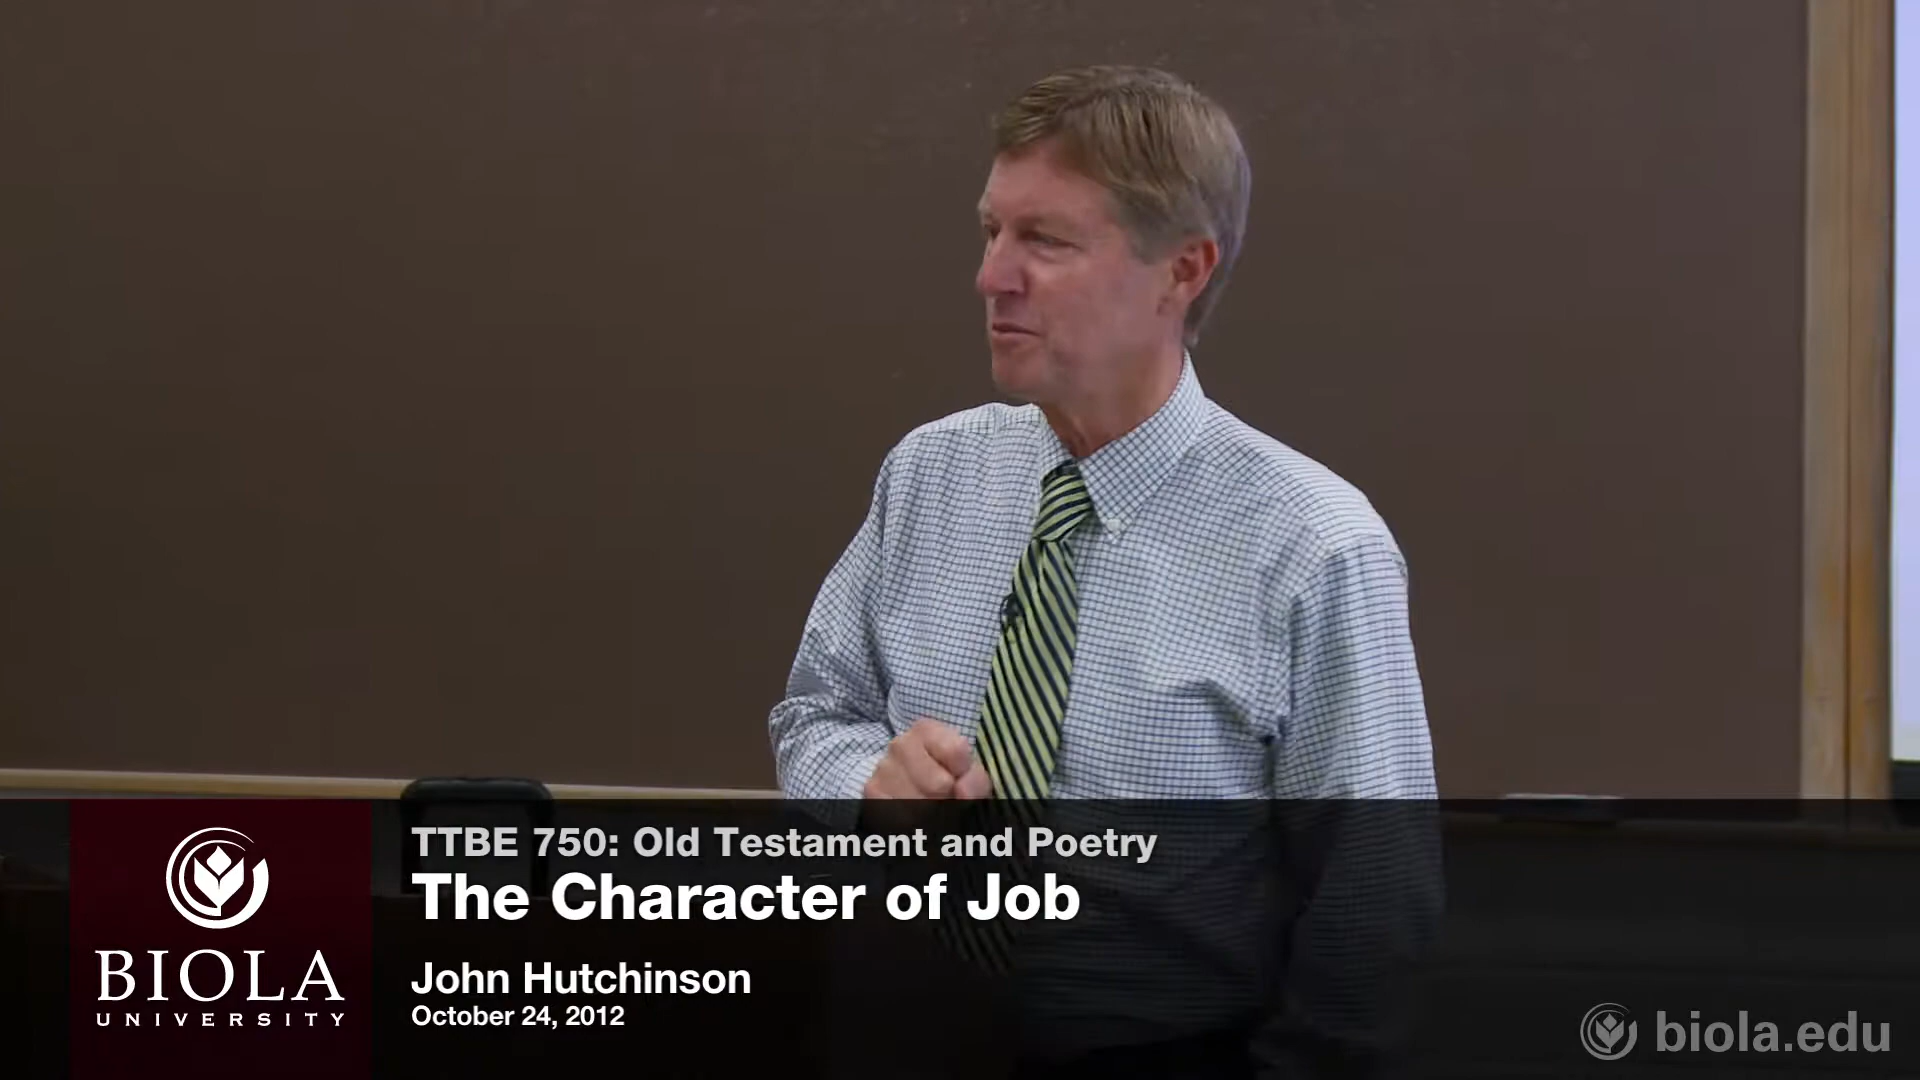 TTBE 750: Old Testament and Poetry
The Character of Job
John Hutchinson
October 24, 2012
BIOLA
UNIVERSITY
biola.edu